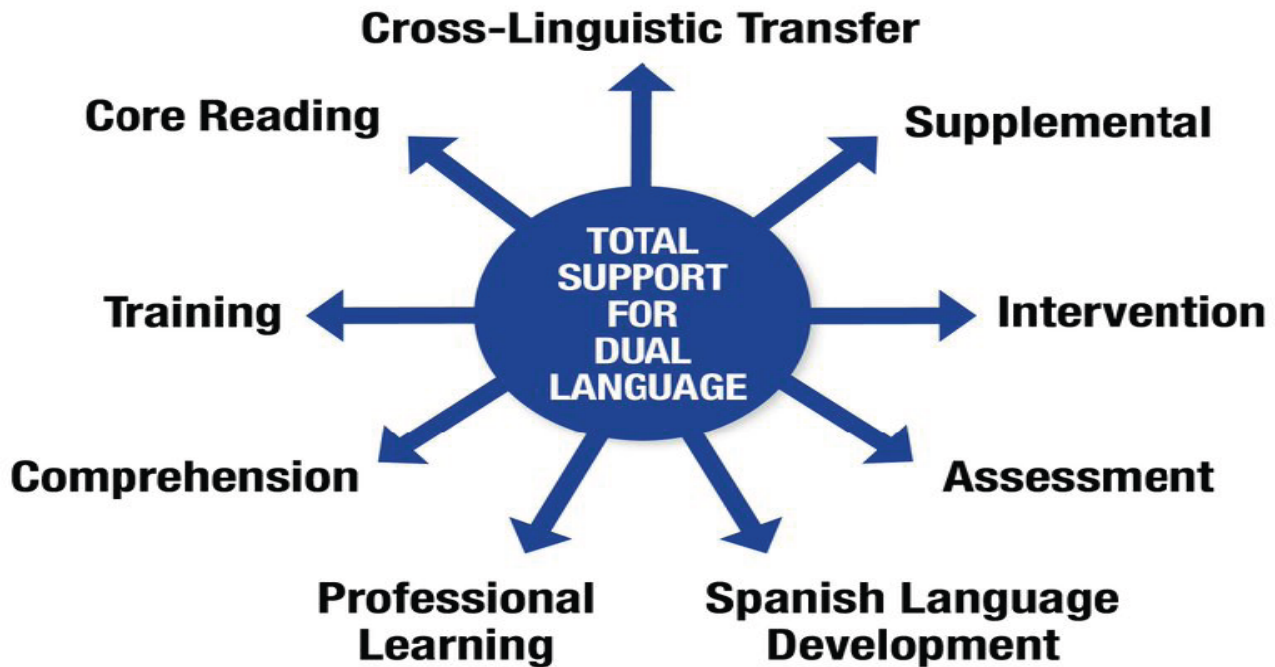 Cross-Linguistic Transfer
Core Reading
Supplemental
TOTAL
SUPPORT
FOR
DUAL
LANGUAGE
Training
Intervention
Comprehension
Assessment
Professional
Learning
Spanish Language
Development